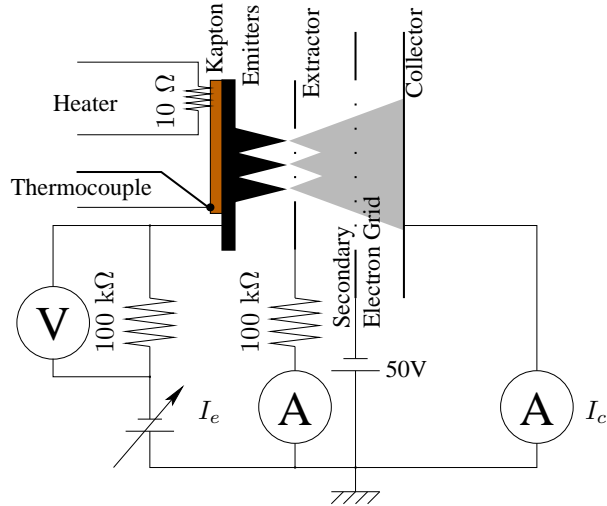 Kapton
Emitters
Extractor
Collector
10 Ω
Heater
Thermocouple
Secondary
Electron Grid
V
100 kΩ
100 kΩ
50V
A
A
I_e
I_c